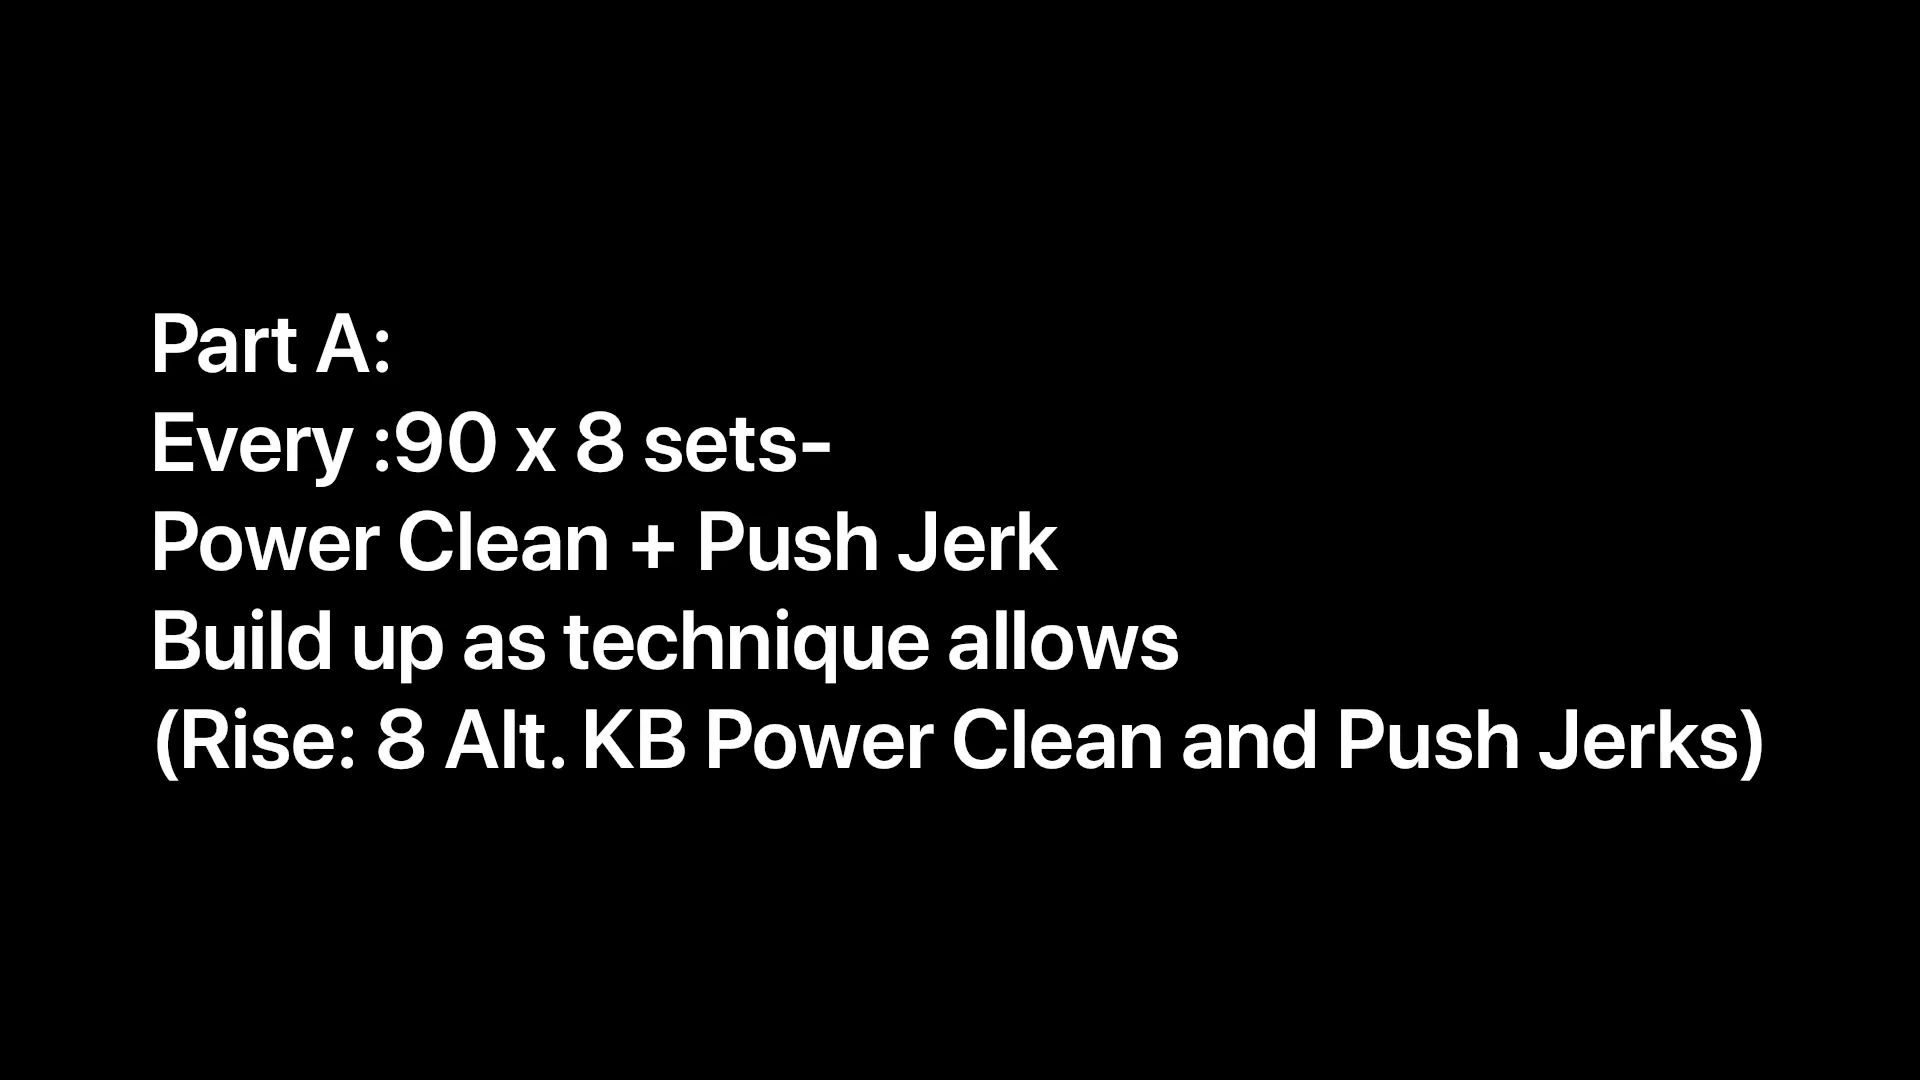 Part A:
Every :90 x 8 sets-
Power Clean + Push Jerk
Build up as technique allows
(Rise: 8 Alt. KB Power Clean and Push Jerks)